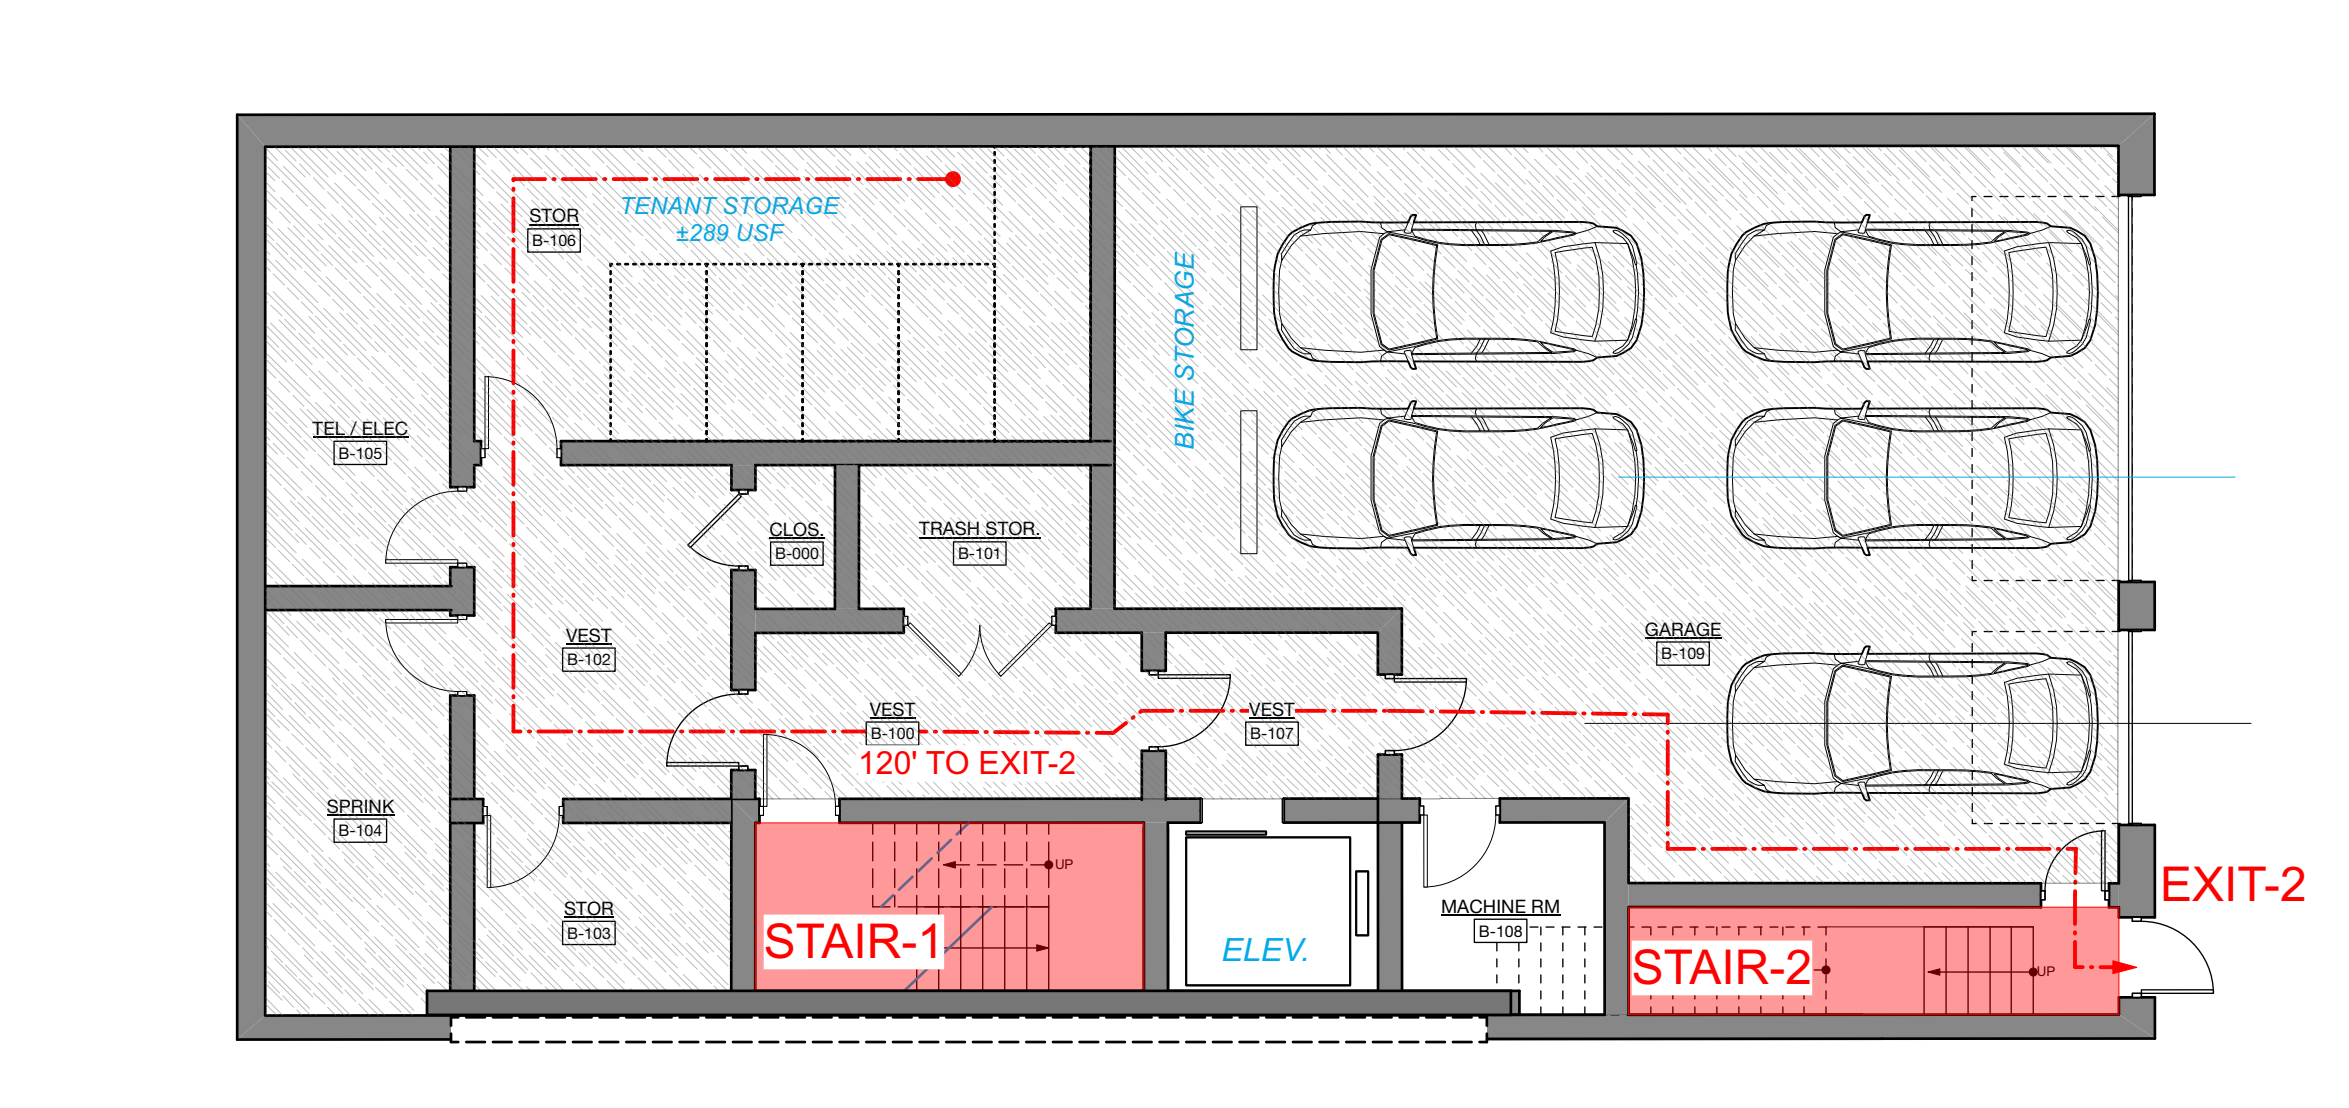 TENANT STORAGE
±289 USF
STOR
B-106
BIKE STORAGE
TEL / ELEC
B-105
CLOS.
B-000
TRASH STOR.
B-101
VEST
B-102
GARAGE
B-109
VEST
B-100
VEST
B-107
120' TO EXIT-2
SPRINK
B-104
UP
EXIT-2
STOR
B-103
STAIR-1
ELEV.
MACHINE RM
B-108
STAIR-2
UP